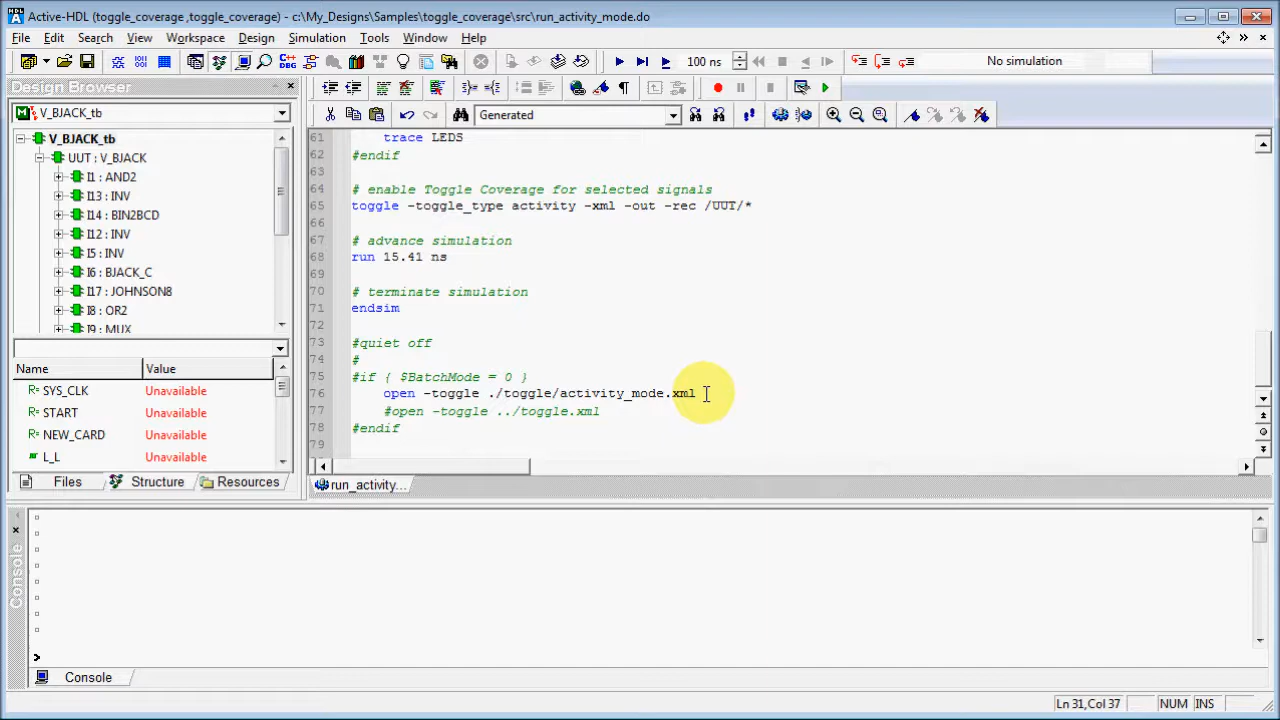 Active-HDL (toggle_coverage ,toggle_coverage) - c:\My_Designs\Samples\toggle_coverage\src\run_activity_mode.do
File Edit Search View Workspace Design Simulation Tools Window Help
100 ns No simulation
Design Browser
V_BJACK_tb
V_BJACK_tb
UUT : V_BJACK
I1 : AND2
I13 : INV
I14 : BIN2BCD
I12 : INV
I5 : INV
I6 : BJACK_C
I17 : JOHNSON8
I8 : OR2
I9 : MUX
Name Value
SYS_CLK Unavailable
START Unavailable
NEW_CARD Unavailable
L_L Unavailable
Files Structure Resources
Generated
61 trace LEDS
62 #endif
63
64 # enable Toggle Coverage for selected signals
65 toggle -toggle_type activity -xml -out -rec /UUT/*
66
67 # advance simulation
68 run 15.41 ns
69
70 # terminate simulation
71 endsim
72
73 #quiet off
74 #
75 #if { $BatchMode = 0 }
76 open -toggle ./toggle/activity_mode.xml
77 #open -toggle ../toggle.xml
78 #endif
79
run_activity...
Console
>
Console
Ln 31,Col 37 NUM INS